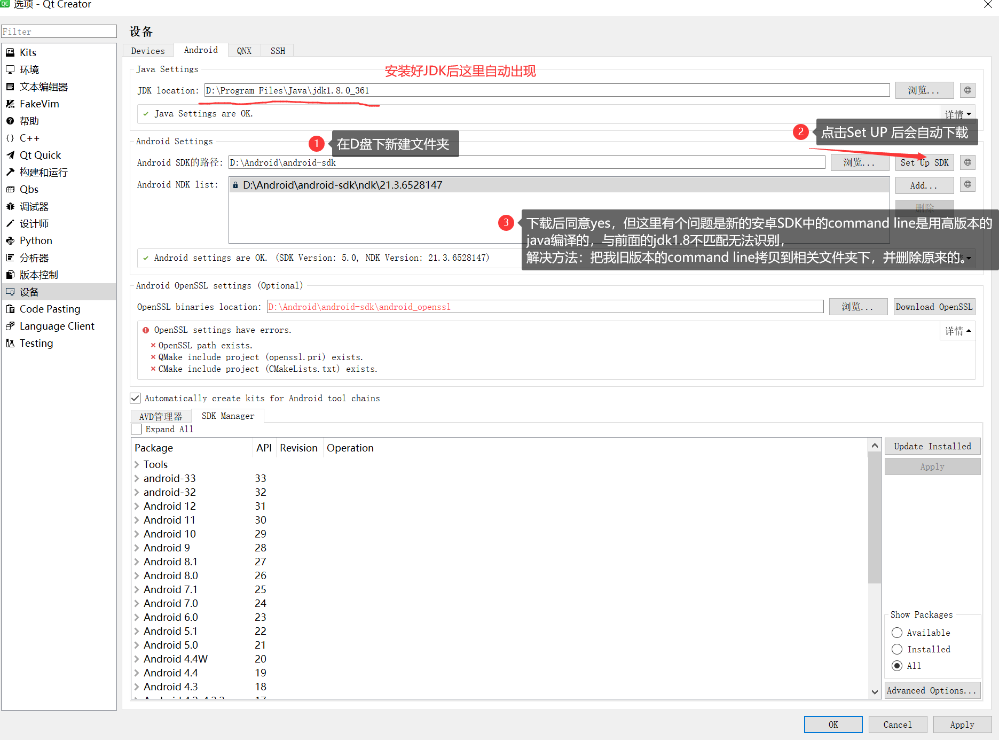 选项 - Qt Creator
Filter
Kits
环境
文本编辑器
FakeVim
帮助
C++
Qt Quick
构建和运行
Qbs
调试器
设计师
Python
分析器
版本控制
设备
Code Pasting
Language Client
Testing
设备
Devices Android QNX SSH
Java Settings
安装好JDK后这里自动出现
JDK location: D:\Program Files\Java\jdk1.8.0_361 浏览...
Java Settings are OK. 详情
2 点击Set UP 后会自动下载
Android Settings
1 在D盘下新建文件夹
Android SDK的路径: D:\Android\android-sdk 浏览... Set Up SDK
Android NDK list: D:\Android\android-sdk\ndk\21.3.6528147 Add...
删除
3 下载后同意yes，但这里有个问题是新的安卓SDK中的command line是用高版本的
java编译的，与前面的jdk1.8不匹配无法识别，
解决方法：把我旧版本的command line拷贝到相关文件夹下，并删除原来的。
Android settings are OK. (SDK Version: 5.0, NDK Version: 21.3.6528147)
Android OpenSSL settings (Optional)
OpenSSL binaries location: D:\Android\android-sdk\android_openssl 浏览... Download OpenSSL
OpenSSL settings have errors. 详情
OpenSSL path exists.
QMake include project (openssl.pri) exists.
CMake include project (CMakeLists.txt) exists.
Automatically create kits for Android tool chains
AVD管理器 SDK Manager
Expand All
Package API Revision Operation
Tools
android-33 33
android-32 32
Android 12 31
Android 11 30
Android 10 29
Android 9 28
Android 8.1 27
Android 8.0 26
Android 7.1 25
Android 7.0 24
Android 6.0 23
Android 5.1 22
Android 5.0 21
Android 4.4W 20
Android 4.4 19
Android 4.3 18
Update Installed
Apply
Show Packages
Available
Installed
All
Advanced Options...
OK Cancel Apply